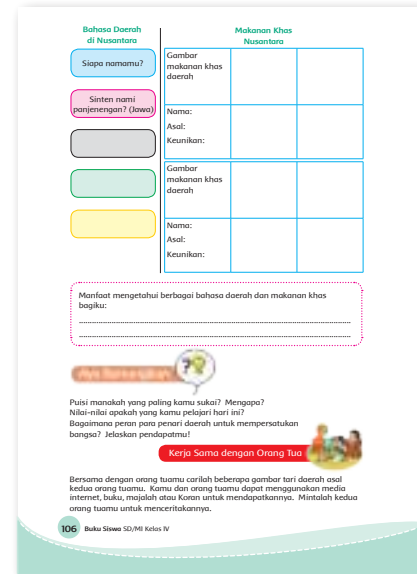 Bahasa Daerah
di Nusantara
Makanan Khas
Nusantara
Siapa namamu?
Sinten nami
panjenengan? (Jawa)
Gambar
makanan khas
daerah
Nama:
Asal:
Keunikan:
Gambar
makanan khas
daerah
Nama:
Asal:
Keunikan:
Manfaat mengetahui berbagai bahasa daerah dan makanan khas
bagiku:
Ayo Renungkan
Puisi manakah yang paling kamu sukai? Mengapa?
Nilai-nilai apakah yang kamu pelajari hari ini?
Bagaimana peran para penari daerah untuk mempersatukan
bangsa? Jelaskan pendapatmu!
Kerja Sama dengan Orang Tua
Bersama dengan orang tuamu carilah beberapa gambar tari daerah asal
kedua orang tuamu. Kamu dan orang tuamu dapat menggunakan media
internet, buku, majalah atau Koran untuk mendapatkannya. Mintalah kedua
orang tuamu untuk menceritakannya.
106 Buku Siswa SD/MI Kelas IV